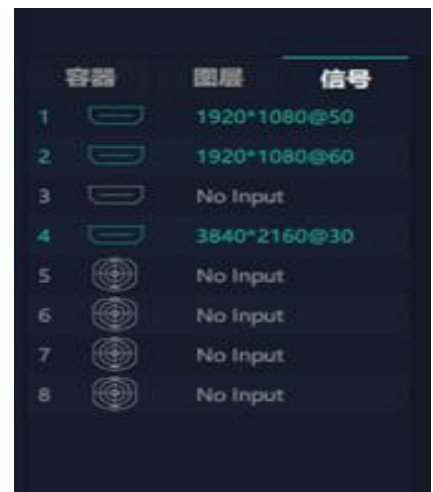 容器 图层 信号
1 1920*1080@50
2 1920*1080@60
3 No Input
4 3840*2160@30
5 No Input
6 No Input
7 No Input
8 No Input